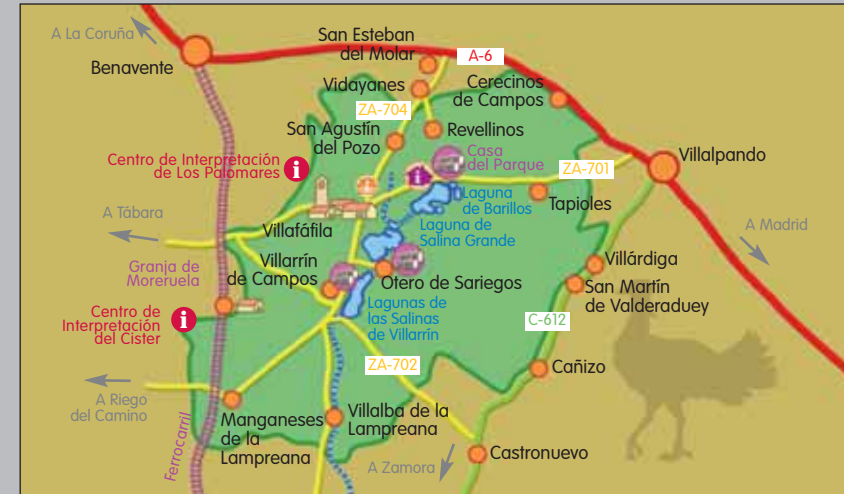 A La Coruña
Benavente
San Esteban
del Molar
A-6
Vidayanes
Cerecinos
de Campos
ZA-704
San Agustín
del Pozo
Revellinos
Casa
del Parque
Villalpando
Centro de Interpretación
de Los Palomares
i
i
ZA-701
Laguna
de Barillos
Tapioles
A Tábara
Laguna de
Salina Grande
A Madrid
Villafáfila
Villarrín
de Campos
Granja de
Moreruela
Otero de Sariegos
Villárdiga
San Martín
de Valderaduey
Centro de
Interpretación
del Cister
i
Lagunas de
las Salinas
de Villarrín
C-612
ZA-702
Cañizo
A Riego
del Camino
Manganeses
de la
Lampreana
Villalba de la
Lampreana
Ferrocarril
A Zamora
Castronuevo